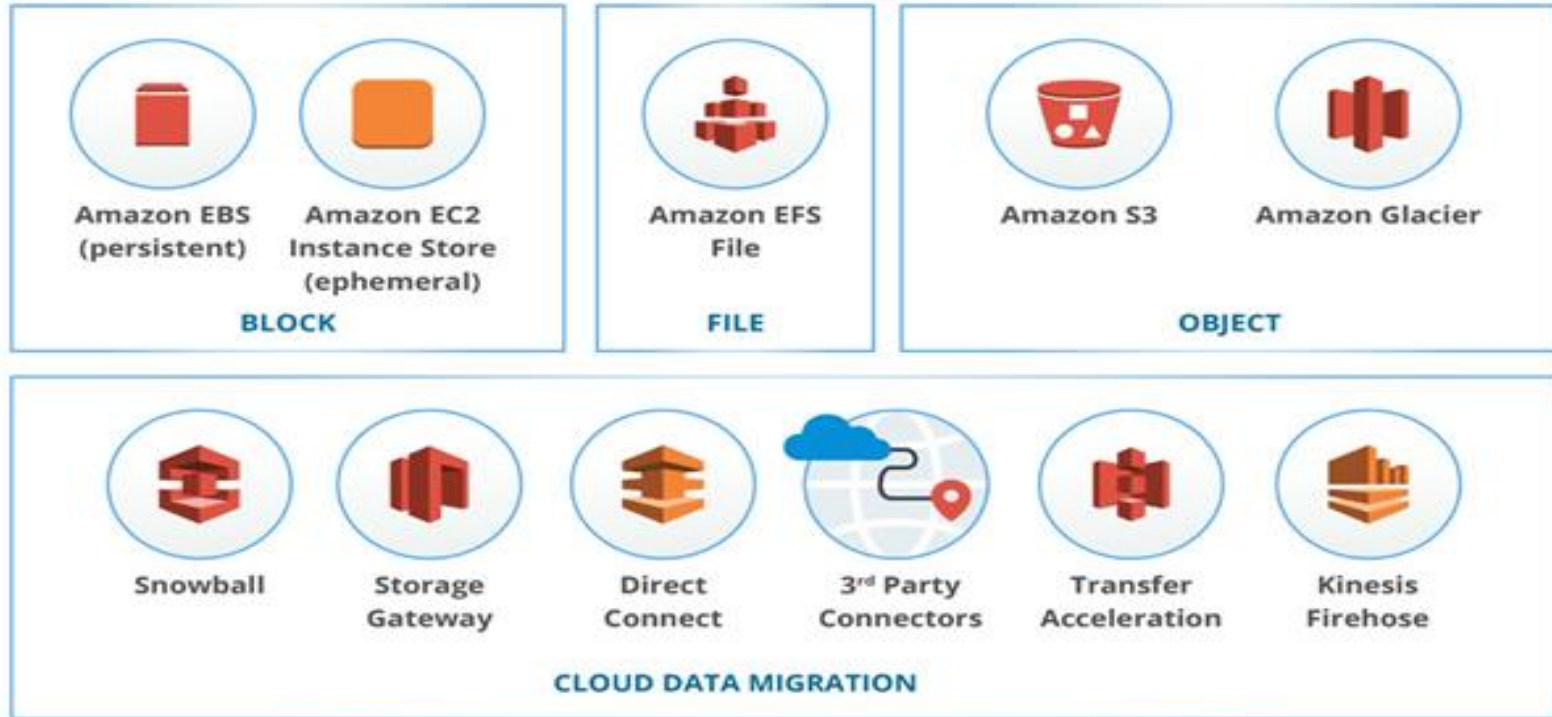 Amazon EBS
(persistent)
Amazon EC2
Instance Store
(ephemeral)
BLOCK
Amazon EFS
File
FILE
Amazon S3
Amazon Glacier
OBJECT
Snowball
Storage
Gateway
Direct
Connect
3rd Party
Connectors
Transfer
Acceleration
Kinesis
Firehose
CLOUD DATA MIGRATION